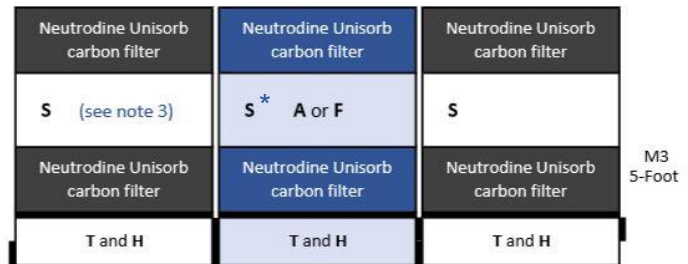 Neutrodine Unisorb
carbon filter
Neutrodine Unisorb
carbon filter
Neutrodine Unisorb
carbon filter
S (see note 3)
S * A or F
S
Neutrodine Unisorb
carbon filter
Neutrodine Unisorb
carbon filter
Neutrodine Unisorb
carbon filter
M3
5-Foot
T and H
T and H
T and H